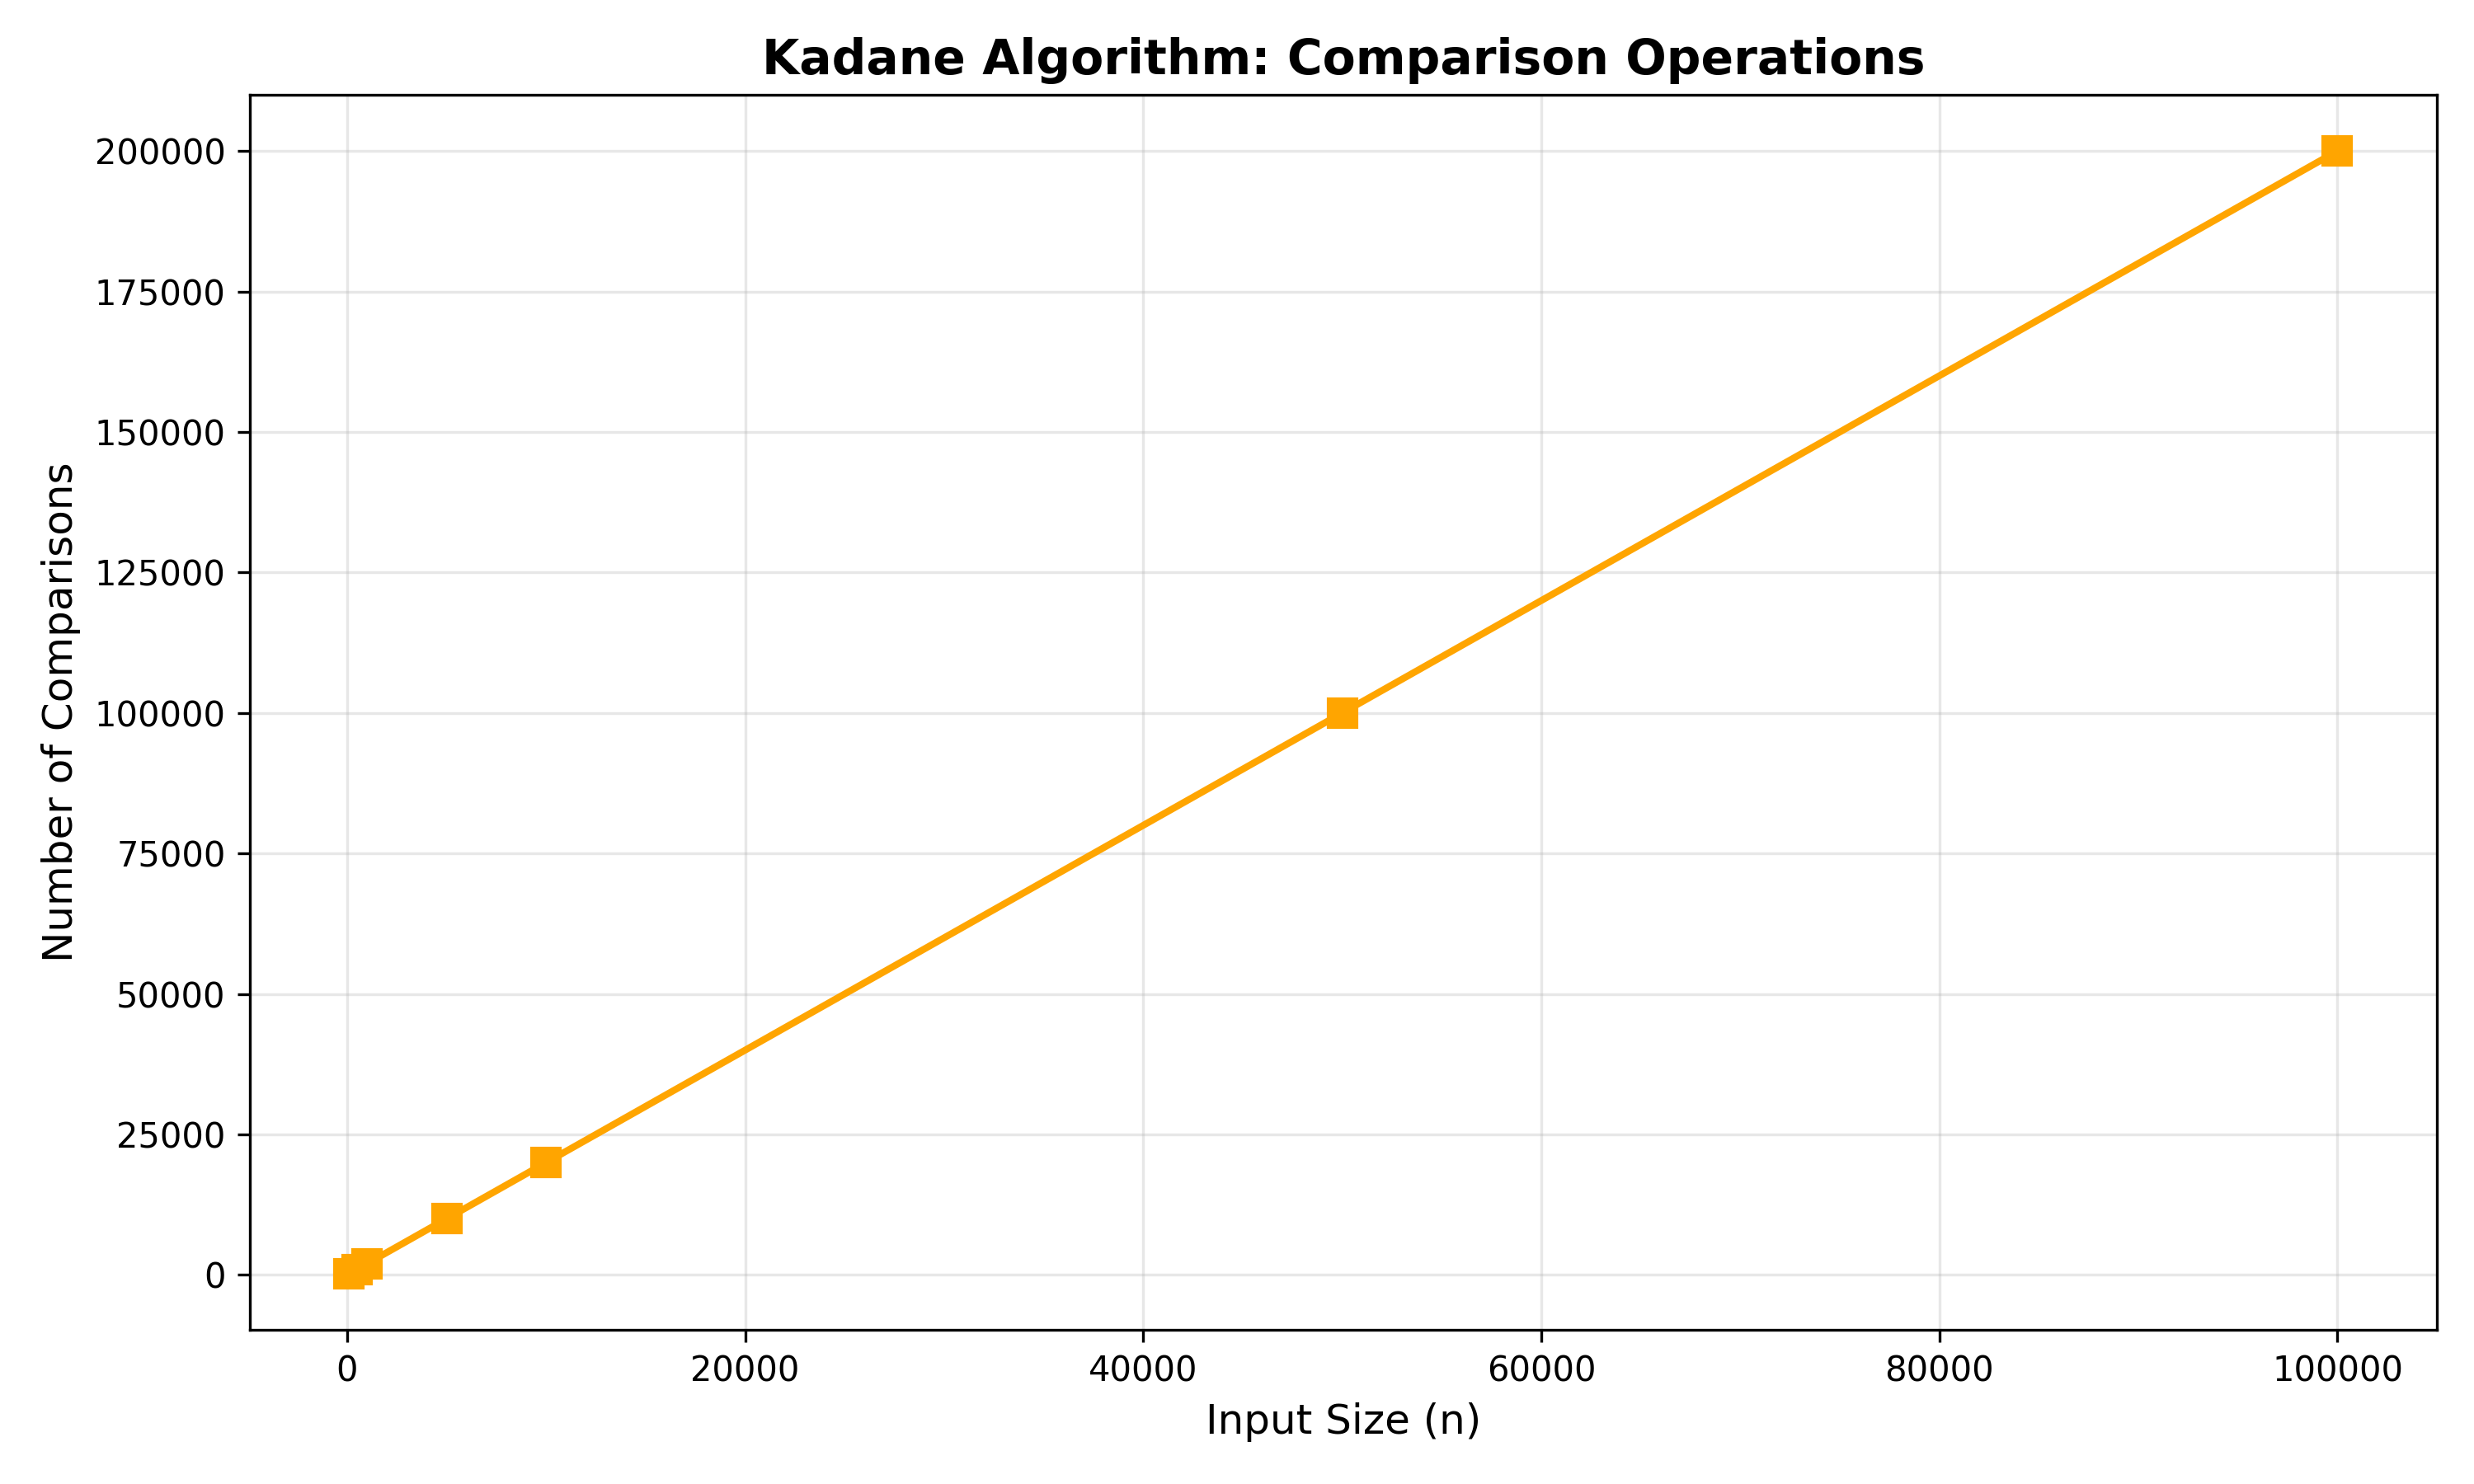 Kadane Algorithm: Comparison Operations
Number of Comparisons
200000
175000
150000
125000
100000
75000
50000
25000
0
0 20000 40000 60000 80000 100000
Input Size (n)